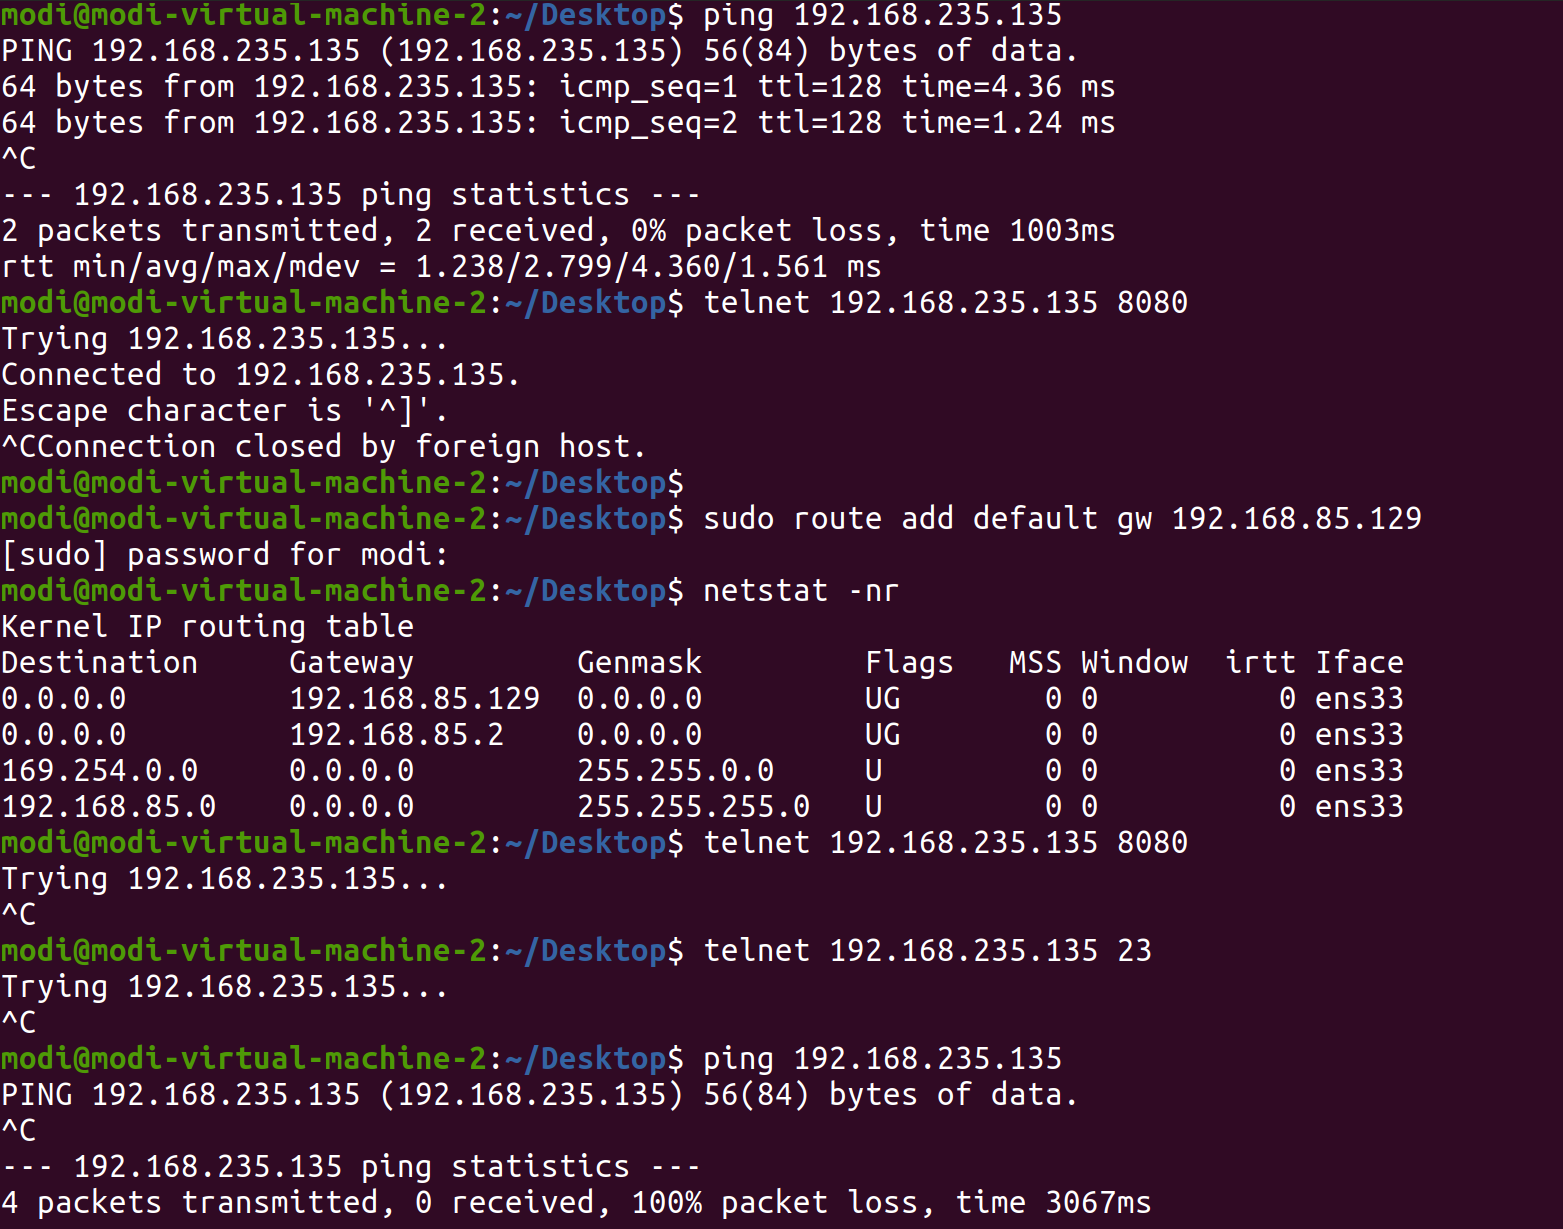 modi@modi-virtual-machine-2:~/Desktop$ ping 192.168.235.135
PING 192.168.235.135 (192.168.235.135) 56(84) bytes of data.
64 bytes from 192.168.235.135: icmp_seq=1 ttl=128 time=4.36 ms
64 bytes from 192.168.235.135: icmp_seq=2 ttl=128 time=1.24 ms
^C
--- 192.168.235.135 ping statistics ---
2 packets transmitted, 2 received, 0% packet loss, time 1003ms
rtt min/avg/max/mdev = 1.238/2.799/4.360/1.561 ms
modi@modi-virtual-machine-2:~/Desktop$ telnet 192.168.235.135 8080
Trying 192.168.235.135...
Connected to 192.168.235.135.
Escape character is '^]'.
^CConnection closed by foreign host.
modi@modi-virtual-machine-2:~/Desktop$
modi@modi-virtual-machine-2:~/Desktop$ sudo route add default gw 192.168.85.129
[sudo] password for modi:
modi@modi-virtual-machine-2:~/Desktop$ netstat -nr
Kernel IP routing table
Destination     Gateway         Genmask         Flags   MSS Window  irtt Iface
0.0.0.0         192.168.85.129  0.0.0.0         UG        0 0          0 ens33
0.0.0.0         192.168.85.2    0.0.0.0         UG        0 0          0 ens33
169.254.0.0     0.0.0.0         255.255.0.0     U         0 0          0 ens33
192.168.85.0    0.0.0.0         255.255.255.0   U         0 0          0 ens33
modi@modi-virtual-machine-2:~/Desktop$ telnet 192.168.235.135 8080
Trying 192.168.235.135...
^C
modi@modi-virtual-machine-2:~/Desktop$ telnet 192.168.235.135 23
Trying 192.168.235.135...
^C
modi@modi-virtual-machine-2:~/Desktop$ ping 192.168.235.135
PING 192.168.235.135 (192.168.235.135) 56(84) bytes of data.
^C
--- 192.168.235.135 ping statistics ---
4 packets transmitted, 0 received, 100% packet loss, time 3067ms